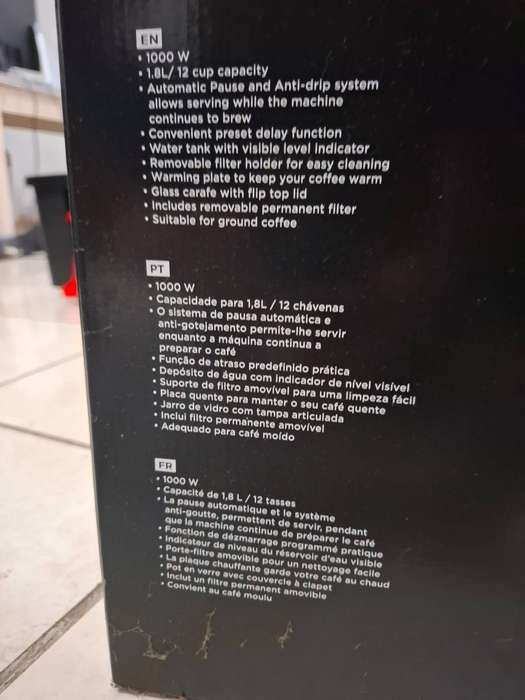 EN
• 1000 W
• 1.8L/ 12 cup capacity
• Automatic Pause and Anti-drip system
allows serving while the machine
continues to brew
• Convenient preset delay function
• Water tank with visible level indicator
• Removable filter holder for easy cleaning
• Warming plate to keep your coffee warm
• Glass carafe with flip top lid
• Includes removable permanent filter
• Suitable for ground coffee
PT
• 1000 W
• Capacidade para 1,8L / 12 chávenas
• O sistema de pausa automática e
anti-gotejamento permite-lhe servir
enquanto a máquina continua a
preparar o café
• Função de atraso predefinido prática
• Depósito de água com indicador de nível visível
• Suporte de filtro amovível para uma limpeza fácil
• Placa quente para manter o seu café quente
• Jarro de vidro com tampa articulada
• Inclui filtro permanente amovível
• Adequado para café moído
FR
• 1000 W
• Capacité de 1,8 L / 12 tasses
• La pause automatique et le système
anti-goutte, permettent de servir, pendant
que la machine continue de préparer le café
• Fonction de dézmarrage programmé pratique
• Indicateur de niveau du réservoir d'eau visible
• Porte-filtre amovible pour un nettoyage facile
• La plaque chauffante garde votre café au chaud
• Pot en verre avec couvercle à clapet
• Inclut un filtre permanent amovible
• Convient au café moulu